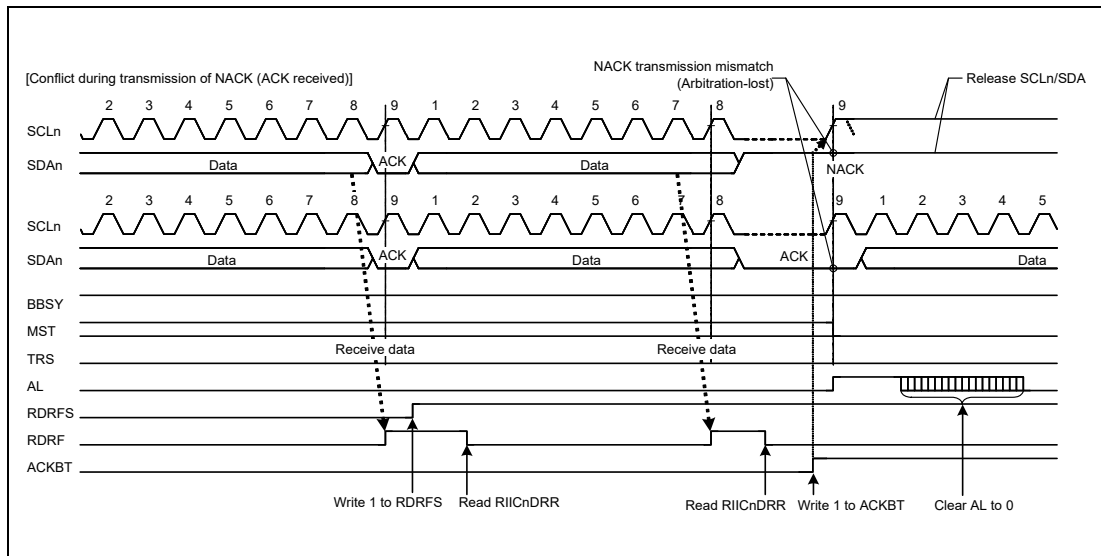 [Conflict during transmission of NACK (ACK received)]
NACK transmission mismatch
(Arbitration-lost)
Release SCLn/SDA
2 3 4 5 6 7 8 9 1 2 3 4 5 6 7 8 9
SCLn
SDAn Data ACK Data NACK
2 3 4 5 6 7 8 9 1 2 3 4 5 6 7 8 9 1 2 3 4 5
SCLn
SDAn Data ACK Data ACK Data
BBSY
MST
Receive data Receive data
TRS
AL
RDRFS
RDRF
ACKBT
Write 1 to RDRFS Read RIICnDRR Read RIICnDRR Write 1 to ACKBT Clear AL to 0